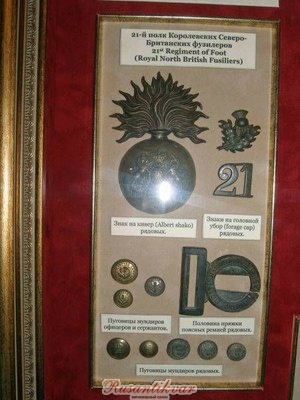 21-й полк Королевских Северо-
Британских фузилеров
21st Regiment of Foot
(Royal North British Fusiliers)
21
Знак на кивер (Albert shako)
рядовых.
Знаки на головной
убор (forage cap)
рядовых.
Пуговицы мундиров
офицеров и сержантов.
Половина пряжки
поясных ремней рядовых.
Пуговицы мундиров рядовых.
Rusantikvar